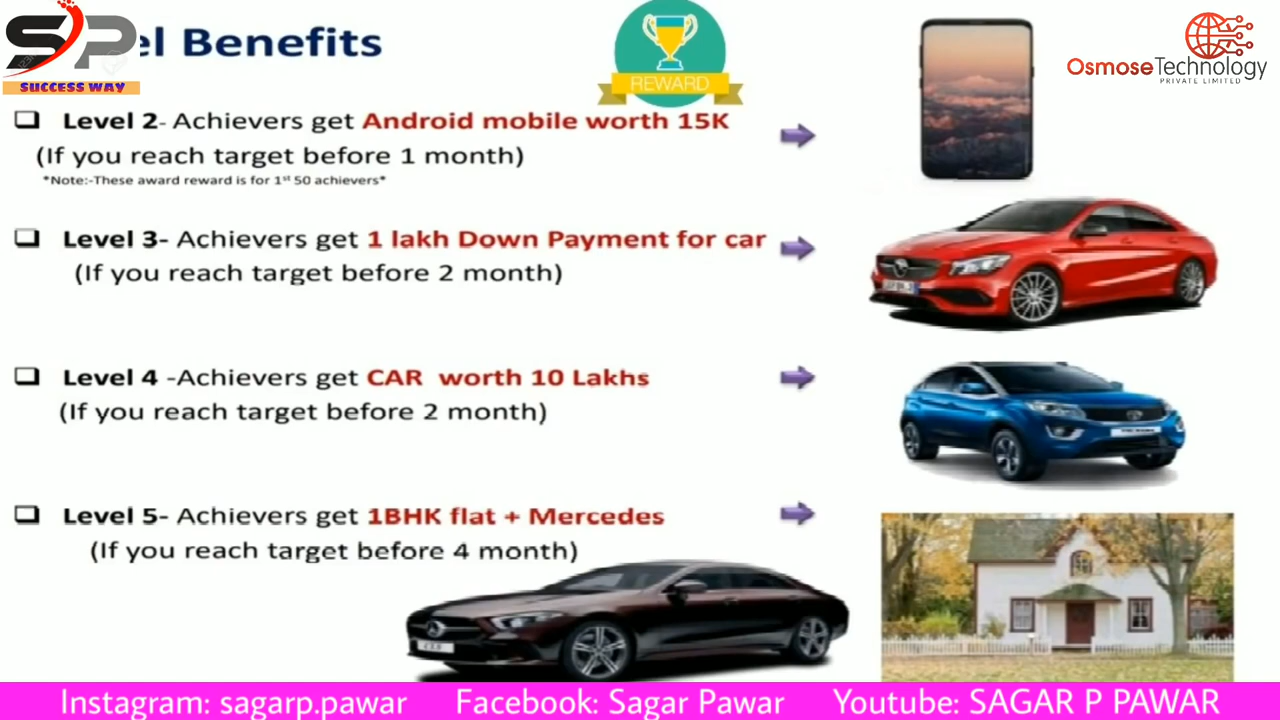 SP
SUCCESS WAY
el Benefits
REWARD
OsmoseTechnology
PRIVATE LIMITED
Level 2- Achievers get Android mobile worth 15K
(If you reach target before 1 month)
*Note:-These award reward is for 1st 50 achievers*
Level 3- Achievers get 1 lakh Down Payment for car
(If you reach target before 2 month)
Level 4 -Achievers get CAR worth 10 Lakhs
(If you reach target before 2 month)
Level 5- Achievers get 1BHK flat + Mercedes
(If you reach target before 4 month)
Instagram: sagarp.pawar Facebook: Sagar Pawar Youtube: SAGAR P PAWAR